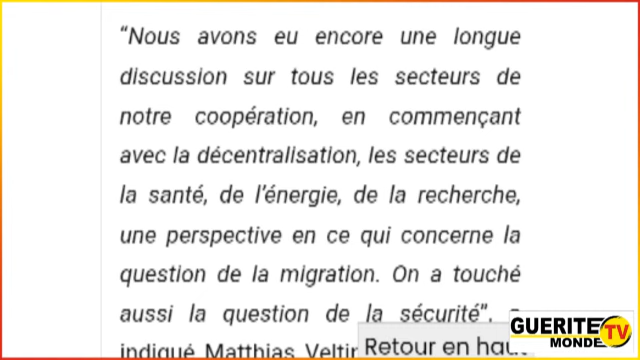 “Nous avons eu encore une longue
discussion sur tous les secteurs de
notre coopération, en commençant
avec la décentralisation, les secteurs de
la santé, de l’énergie, de la recherche,
une perspective en ce qui concerne la
question de la migration. On a touché
aussi la question de la sécurité”,
indiqué Matthias
Retour en haut
GUERITE TV
MONDE